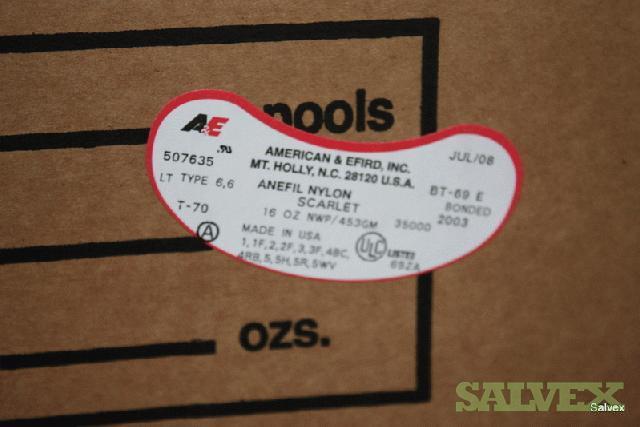 pools
A&E
507635
LT TYPE 6,6
T-70
A
AMERICAN & EFIRD, INC.
MT. HOLLY, N.C. 28120 U.S.A.
ANEFIL NYLON
SCARLET
16 OZ NWP/453GM 35000
MADE IN USA
1,1F,2,2F,3,3F,4BC,
4RB,5,5H,5R,5WV
JUL/08
BT-69 E
BONDED
2003
ULC LISTED
69ZA
ozs.
SALVEX
Salvex